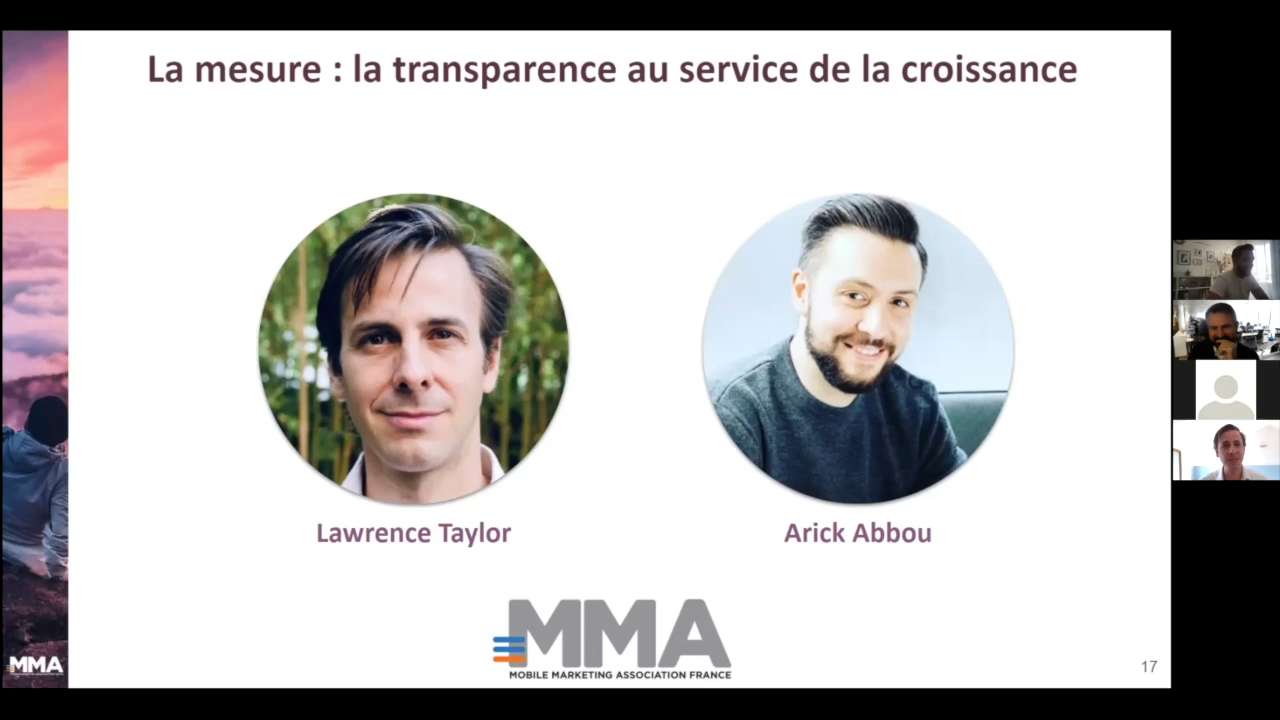 La mesure : la transparence au service de la croissance
Lawrence Taylor
Arick Abbou
MMA
MOBILE MARKETING ASSOCIATION FRANCE
MMA
17